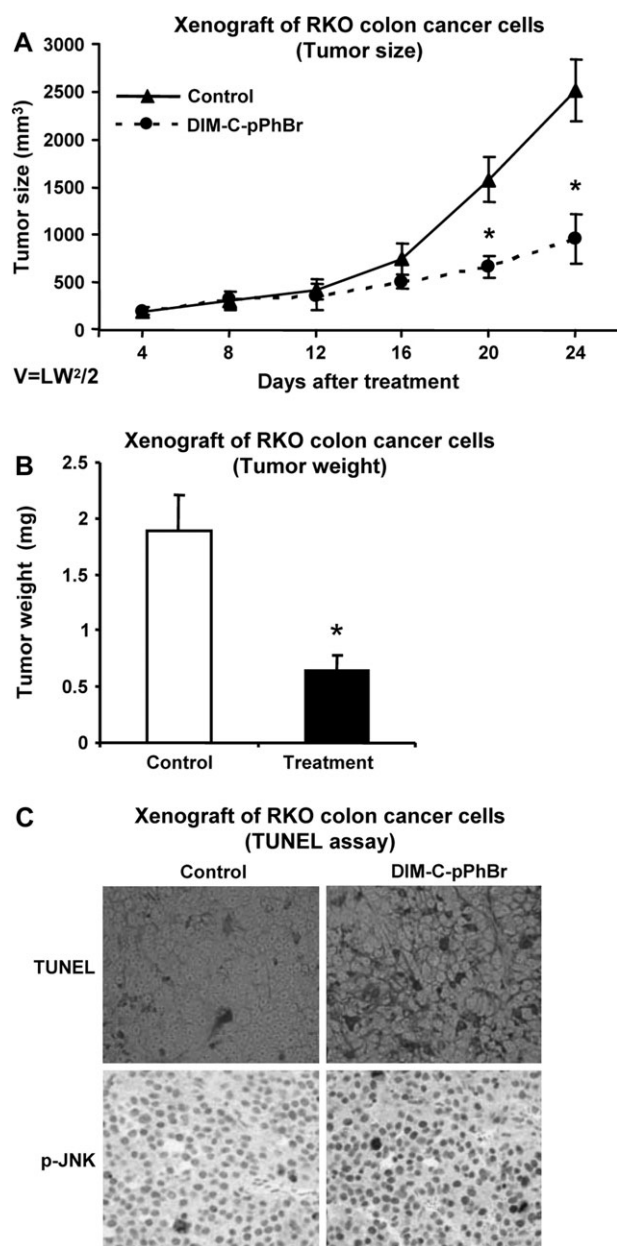 A
Xenograft of RKO colon cancer cells
(Tumor size)
3000
2500
2000
1500
1000
500
0
Tumor size (mm³)
Control
DIM-C-pPhBr
*
*
4 8 12 16 20 24
V=LW²/2
Days after treatment
B
Xenograft of RKO colon cancer cells
(Tumor weight)
2.5
2
1.5
1
0.5
0
Tumor weight (mg)
*
Control Treatment
C
Xenograft of RKO colon cancer cells
(TUNEL assay)
Control DIM-C-pPhBr
TUNEL
p-JNK